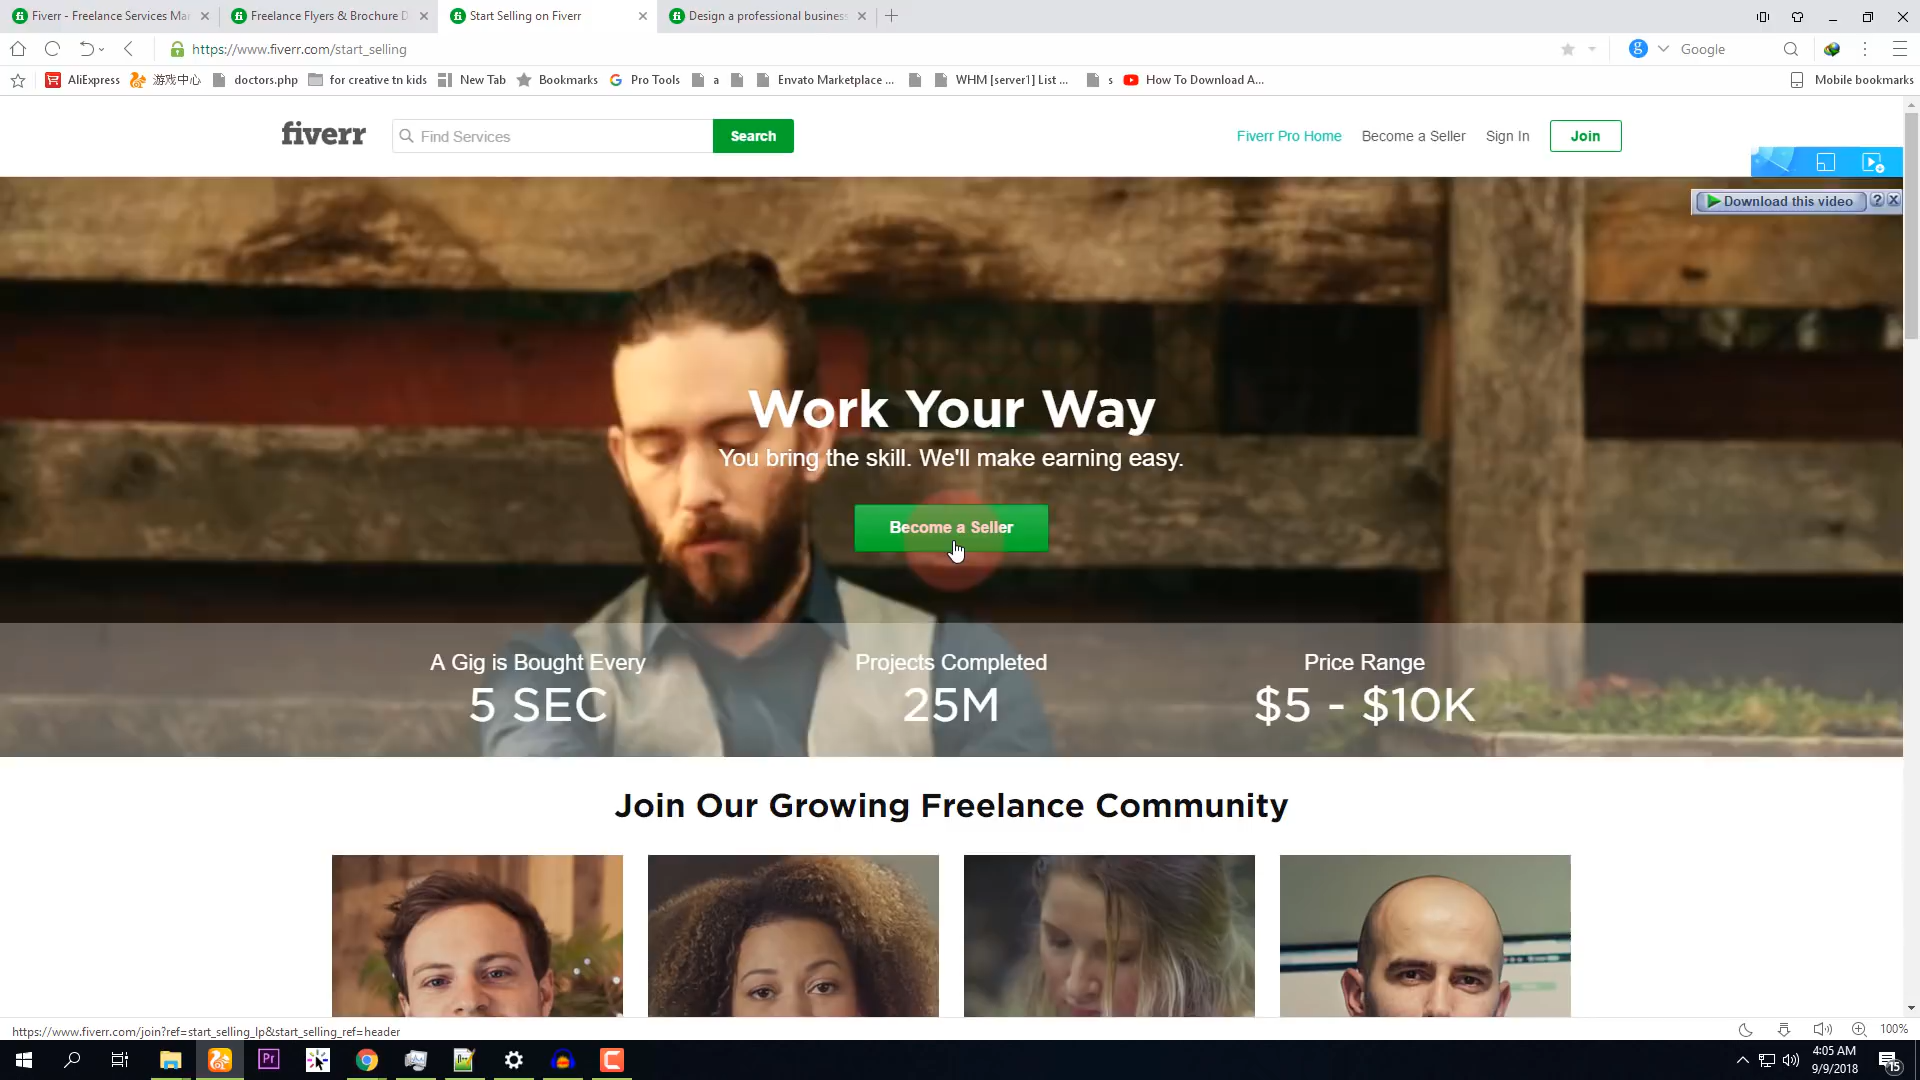 Fiverr - Freelance Services Ma
Freelance Flyers & Brochure D
Start Selling on Fiverr
Design a professional business
https://www.fiverr.com/start_selling
Google
AliExpress
游戏中心
doctors.php
for creative tn kids
New Tab
Bookmarks
Pro Tools
a
Envato Marketplace ...
WHM [server1] List ...
s
How To Download A...
Mobile bookmarks
fiverr
Find Services
Search
Fiverr Pro Home
Become a Seller
Sign In
Join
Download this video
Work Your Way
You bring the skill. We'll make earning easy.
Become a Seller
A Gig is Bought Every
5 SEC
Projects Completed
25M
Price Range
$5 - $10K
Join Our Growing Freelance Community
https://www.fiverr.com/join?ref=start_selling_lp&start_selling_ref=header
100%
Pr
4:05 AM
9/9/2018
15